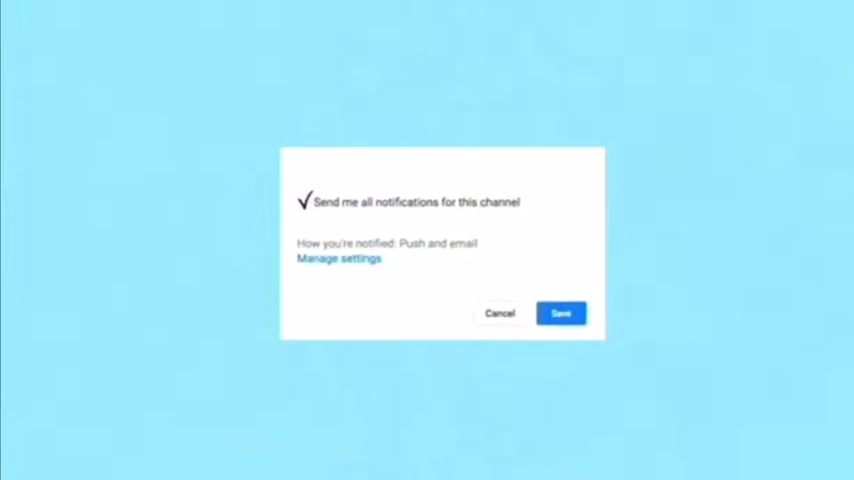 Send me all notifications for this channel
How you're notified: Push and email
Manage settings
Cancel
Save